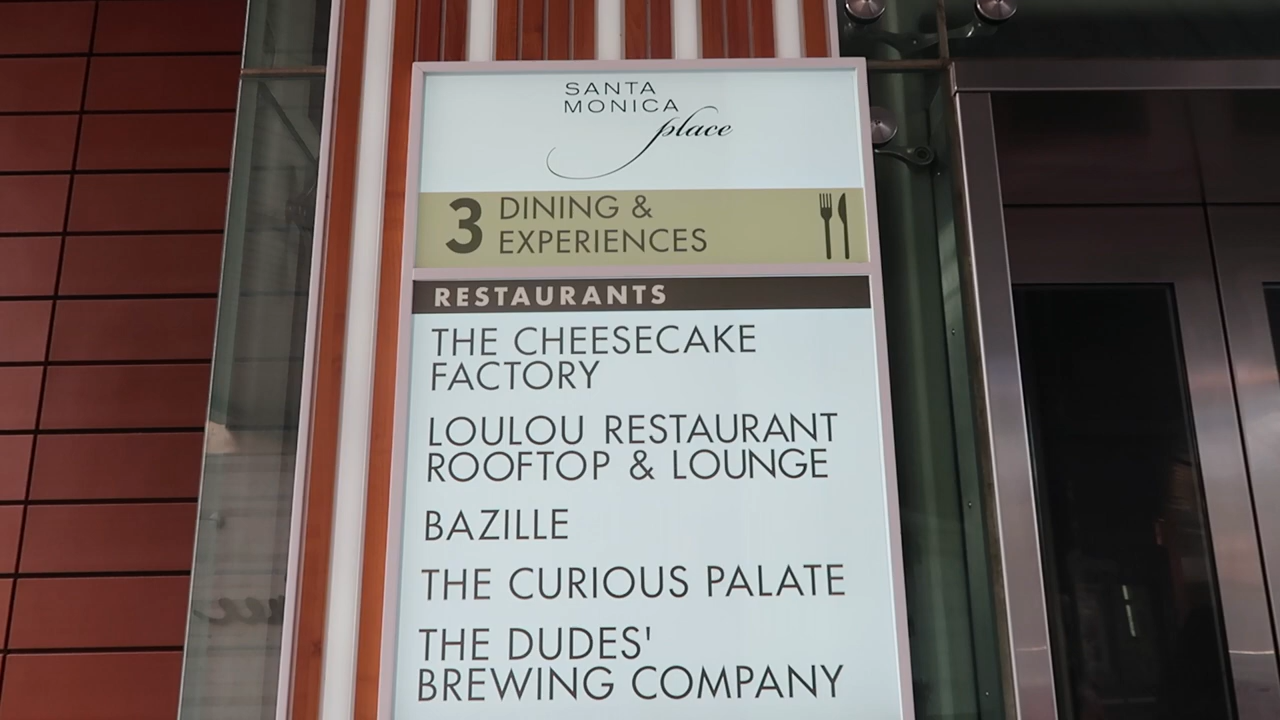 SANTA
MONICA
place
3 DINING &
EXPERIENCES
RESTAURANTS
THE CHEESECAKE
FACTORY
LOULOU RESTAURANT
ROOFTOP & LOUNGE
BAZILLE
THE CURIOUS PALATE
THE DUDES'
BREWING COMPANY